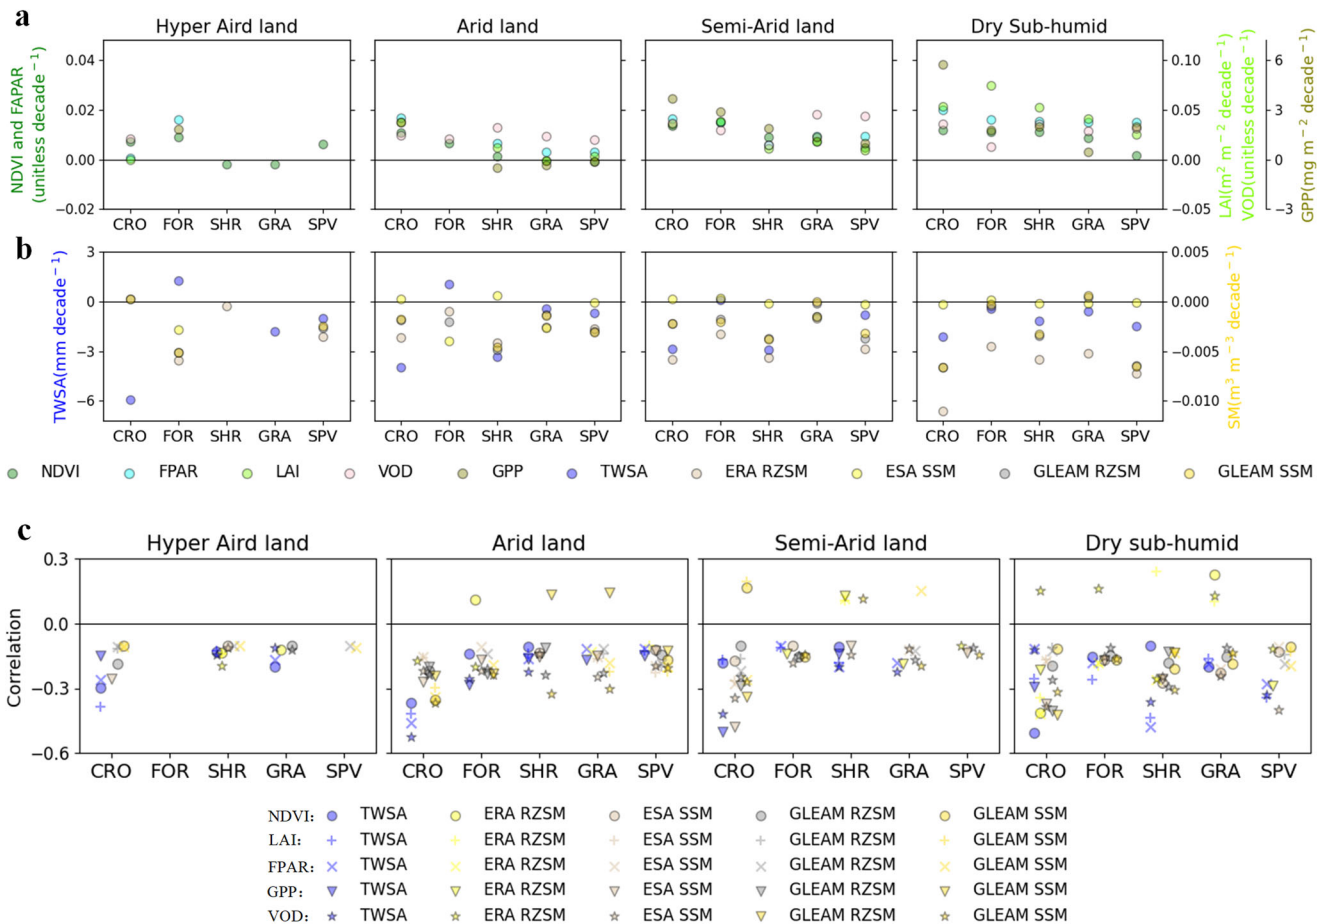 a
Hyper Aird land Arid land Semi-Arid land Dry Sub-humid
NDVI and FAPAR
(unitless decade⁻¹)
0.04
0.02
0.00
−0.02
0.10
0.05
0.00
−0.05
6
3
0
−3
LAI(m² m⁻² decade⁻¹)
VOD(unitless decade⁻¹)
GPP(mg m⁻² decade⁻¹)
CRO FOR SHR GRA SPV CRO FOR SHR GRA SPV CRO FOR SHR GRA SPV CRO FOR SHR GRA SPV
b
TWSA(mm decade⁻¹)
3
0
−3
−6
0.005
0.000
−0.005
−0.010
SM(m³ m⁻³ decade⁻¹)
CRO FOR SHR GRA SPV CRO FOR SHR GRA SPV CRO FOR SHR GRA SPV CRO FOR SHR GRA SPV
NDVI FPAR LAI VOD GPP TWSA ERA RZSM ESA SSM GLEAM RZSM GLEAM SSM
c
Hyper Aird land Arid land Semi-Arid land Dry sub-humid
Correlation
0.3
0.0
−0.3
−0.6
CRO FOR SHR GRA SPV CRO FOR SHR GRA SPV CRO FOR SHR GRA SPV CRO FOR SHR GRA SPV
NDVI: TWSA ERA RZSM ESA SSM GLEAM RZSM GLEAM SSM
LAI: TWSA ERA RZSM ESA SSM GLEAM RZSM GLEAM SSM
FPAR: TWSA ERA RZSM ESA SSM GLEAM RZSM GLEAM SSM
GPP: TWSA ERA RZSM ESA SSM GLEAM RZSM GLEAM SSM
VOD: TWSA ERA RZSM ESA SSM GLEAM RZSM GLEAM SSM